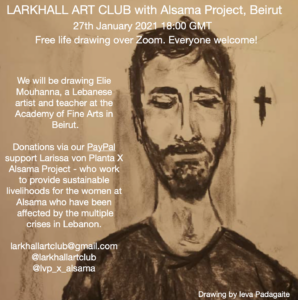 LARKHALL ART CLUB with Alsama Project, Beirut
27th January 2021 18:00 GMT
Free life drawing over Zoom. Everyone welcome!
We will be drawing Elie
Mouhanna, a Lebanese
artist and teacher at the
Academy of Fine Arts in
Beirut.
Donations via our PayPal
support Larissa von Planta X
Alsama Project - who work
to provide sustainable
livelihoods for the women at
Alsama who have been
affected by the multiple
crises in Lebanon.
larkhallartclub@gmail.com
@larkhallartclub
@lvp_x_alsama
Drawing by Ieva Padagaite